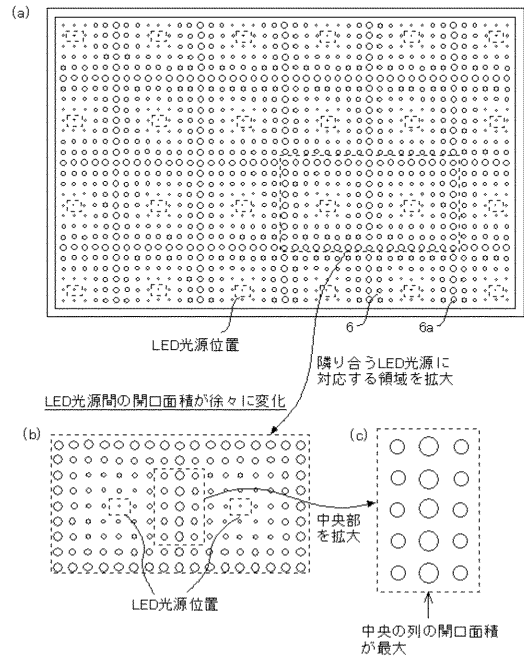 (a)
6
6a
LED光源位置
隣り合うLED光源に
対応する領域を拡大
LED光源間の開口面積が徐々に変化
(b)
(c)
中央部
を拡大
LED光源位置
中央の列の開口面積
が最大